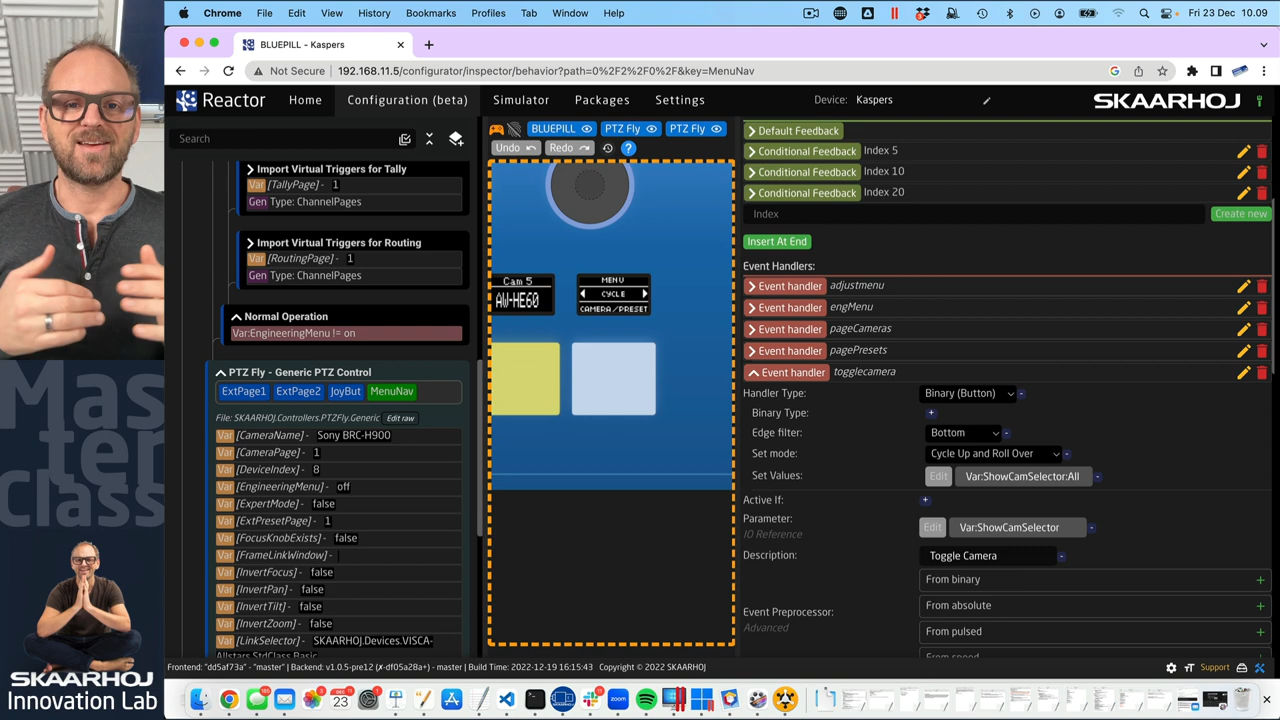 Chrome File Edit View History Bookmarks Profiles Tab Window Help
Fri 23 Dec 10.09
BLUEPILL - Kaspers
Not Secure 192.168.11.5/configurator/inspector/behavior?path=0%2F2%2F0%2F&key=MenuNav
Reactor Home Configuration (beta) Simulator Packages Settings
Device: Kaspers
SKAARHOJ
Search
BLUEPILL PTZ Fly PTZ Fly
Undo Redo
Import Virtual Triggers for Tally
Var [TallyPage]- 1
Gen Type: ChannelPages
Import Virtual Triggers for Routing
Var [RoutingPage]- 1
Gen Type: ChannelPages
Normal Operation
Var:EngineeringMenu != on
PTZ Fly - Generic PTZ Control
ExtPage1 ExtPage2 JoyBut MenuNav
File: SKAARHOJ.Controllers.PTZFly.Generic Edit raw
Var [CameraName]- Sony BRC-H900
Var [CameraPage]- 1
Var [DeviceIndex]- 8
Var [EngineeringMenu]- off
Var [ExpertMode]- false
Var [ExtPresetPage]- 1
Var [FocusKnobExists]- false
Var [FrameLinkWindow]-
Var [InvertFocus]- false
Var [InvertPan]- false
Var [InvertTilt]- false
Var [InvertZoom]- false
Var [LinkSelector]- SKAARHOJ.Devices.VISCA-
Allstars.StdClass.Basic
Cam 5
AW-HE60
MENU
CYCLE
CAMERA/PRESET
Default Feedback
Conditional Feedback Index 5
Conditional Feedback Index 10
Conditional Feedback Index 20
Index
Create new
Insert At End
Event Handlers:
Event handler adjustmenu
Event handler engMenu
Event handler pageCameras
Event handler pagePresets
Event handler togglecamera
Handler Type: Binary (Button) -
Binary Type: +
Edge filter: Bottom -
Set mode: Cycle Up and Roll Over -
Set Values: Edit Var:ShowCamSelector:All -
Active If: +
Parameter:
IO Reference
Edit Var:ShowCamSelector -
Description: Toggle Camera -
From binary +
Event Preprocessor:
Advanced
From absolute +
From pulsed +
From speed
Frontend: "dd5af73a" - "master" | Backend: v1.0.5-pre12 (x-df05a28a+) - master | Build Time: 2022-12-19 16:15:43 Copyright © 2022 SKAARHOJ
Support
Mas
ter
Class
SKAARHOJ
Innovation Lab
DEC
23
zoom